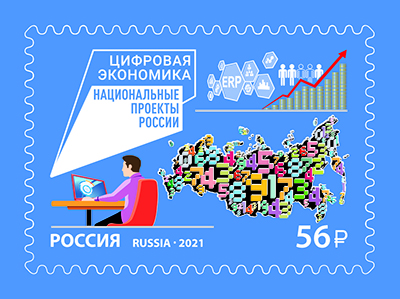 ЦИФРОВАЯ
ЭКОНОМИКА
НАЦИОНАЛЬНЫЕ
ПРОЕКТЫ
РОССИИ
ERP
РОССИЯ RUSSIA · 2021
56 ₽